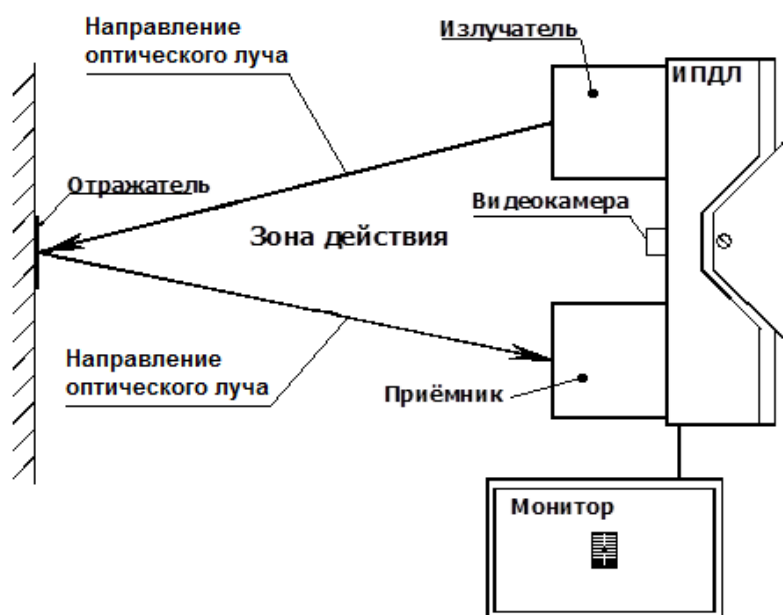 Направление
оптического луча
Излучатель
ИПДЛ
Отражатель
Видеокамера
Зона действия
Направление
оптического луча
Приёмник
Монитор